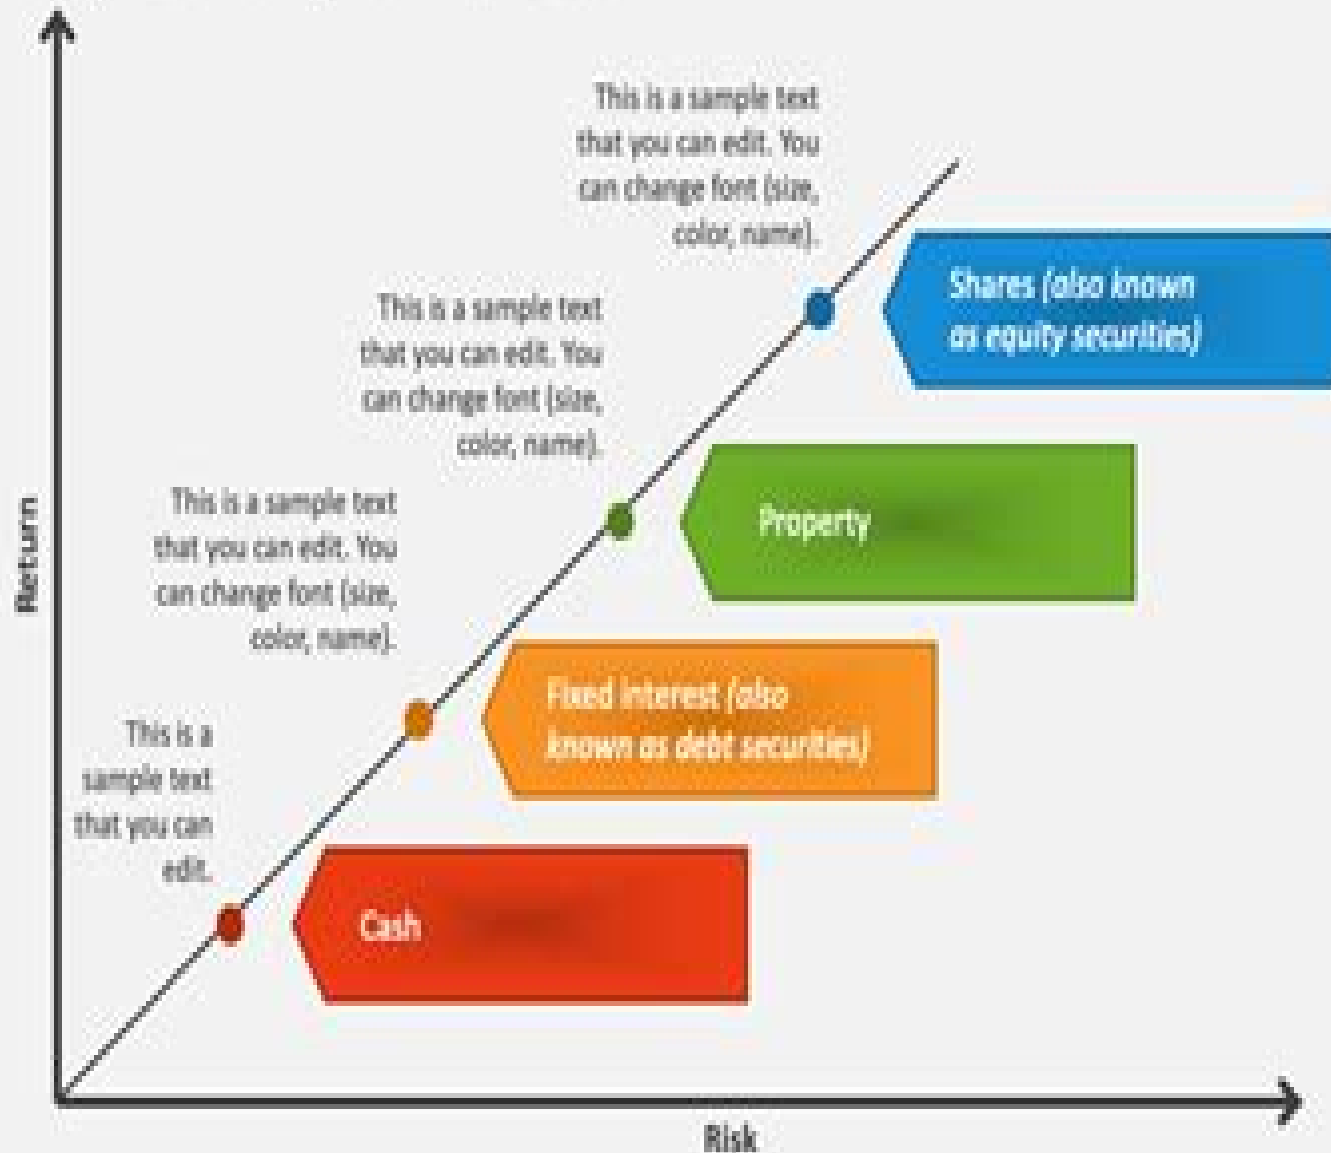 This is a sample text
that you can edit. You
can change font (size,
color, name).
Shares (also known
as equity securities)
This is a sample text
that you can edit. You
can change font (size,
color, name).
Property
This is a sample text
that you can edit. You
can change font (size,
color, name).
Fixed interest (also
known as debt securities)
This is a
sample text
that you can
edit.
Cash
Return
Risk